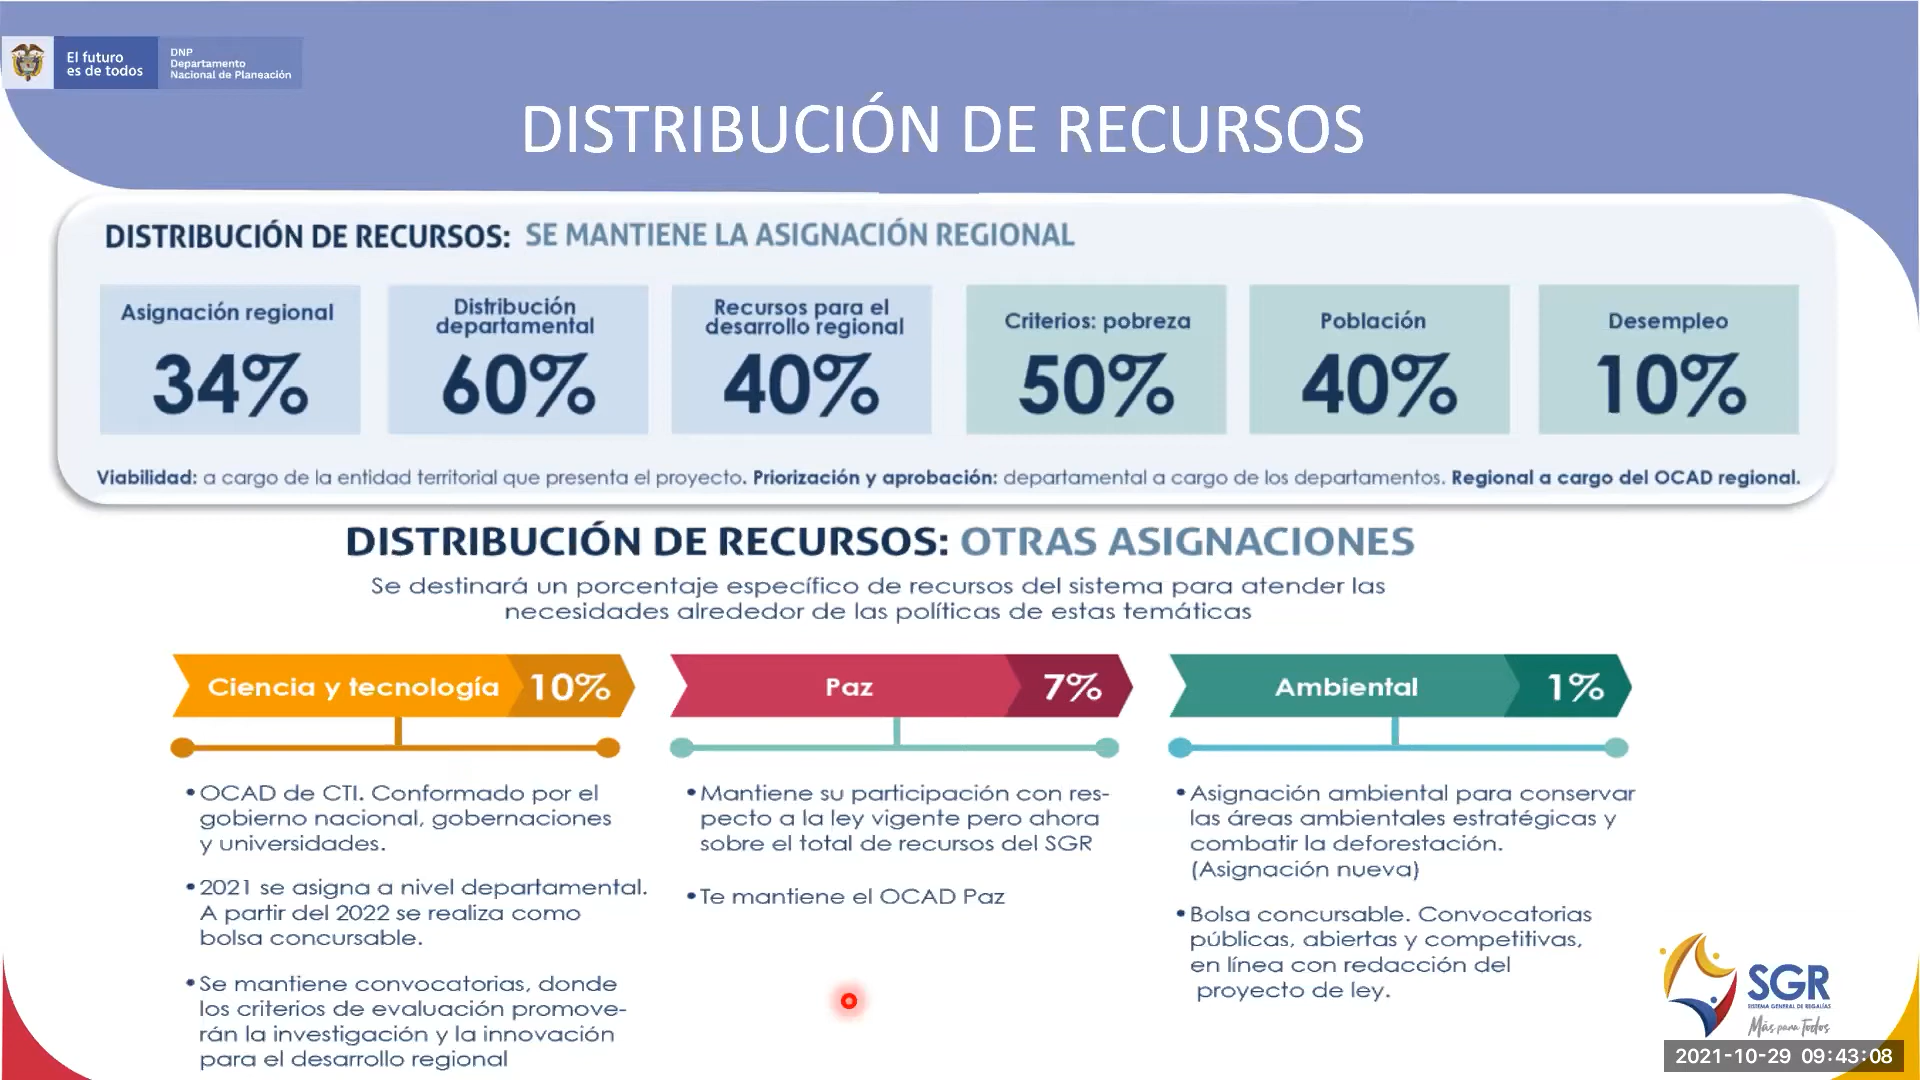 El futuro
es de todos
DNP
Departamento
Nacional de Planeación
DISTRIBUCIÓN DE RECURSOS
DISTRIBUCIÓN DE RECURSOS: SE MANTIENE LA ASIGNACIÓN REGIONAL
Asignación regional
34%
Distribución
departamental
60%
Recursos para el
desarrollo regional
40%
Criterios: pobreza
50%
Población
40%
Desempleo
10%
Viabilidad: a cargo de la entidad territorial que presenta el proyecto. Priorización y aprobación: departamental a cargo de los departamentos. Regional a cargo del OCAD regional.
DISTRIBUCIÓN DE RECURSOS: OTRAS ASIGNACIONES
Se destinará un porcentaje específico de recursos del sistema para atender las
necesidades alrededor de las políticas de estas temáticas
Ciencia y tecnología 10%
•OCAD de CTI. Conformado por el
gobierno nacional, gobernaciones
y universidades.
•2021 se asigna a nivel departamental.
A partir del 2022 se realiza como
bolsa concursable.
•Se mantiene convocatorias, donde
los criterios de evaluación promove-
rán la investigación y la innovación
para el desarrollo regional
Paz 7%
•Mantiene su participación con res-
pecto a la ley vigente pero ahora
sobre el total de recursos del SGR
•Te mantiene el OCAD Paz
Ambiental 1%
•Asignación ambiental para conservar
las áreas ambientales estratégicas y
combatir la deforestación.
(Asignación nueva)
•Bolsa concursable. Convocatorias
públicas, abiertas y competitivas,
en línea con redacción del
proyecto de ley.
SGR
SISTEMA GENERAL DE REGALÍAS
Más para Todos
2021-10-29 09:43:08